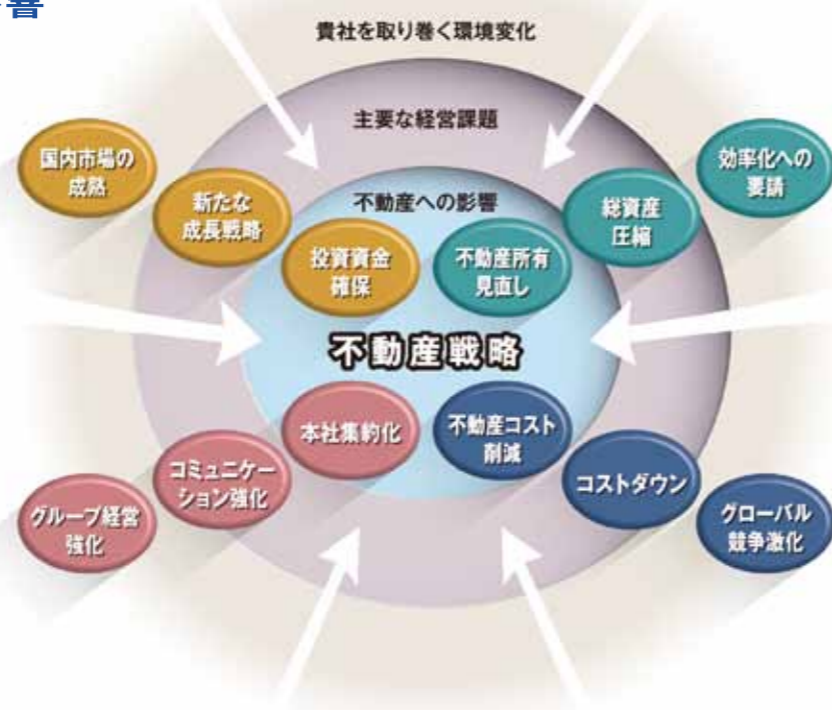 響
貴社を取り巻く環境変化
主要な経営課題
不動産への影響
国内市場の
成熟
新たな
成長戦略
投資資金
確保
不動産所有
見直し
総資産
圧縮
効率化への
要請
不動産戦略
グループ経営
強化
コミュニケー
ション強化
本社集約化
不動産コスト
削減
コストダウン
グローバル
競争激化